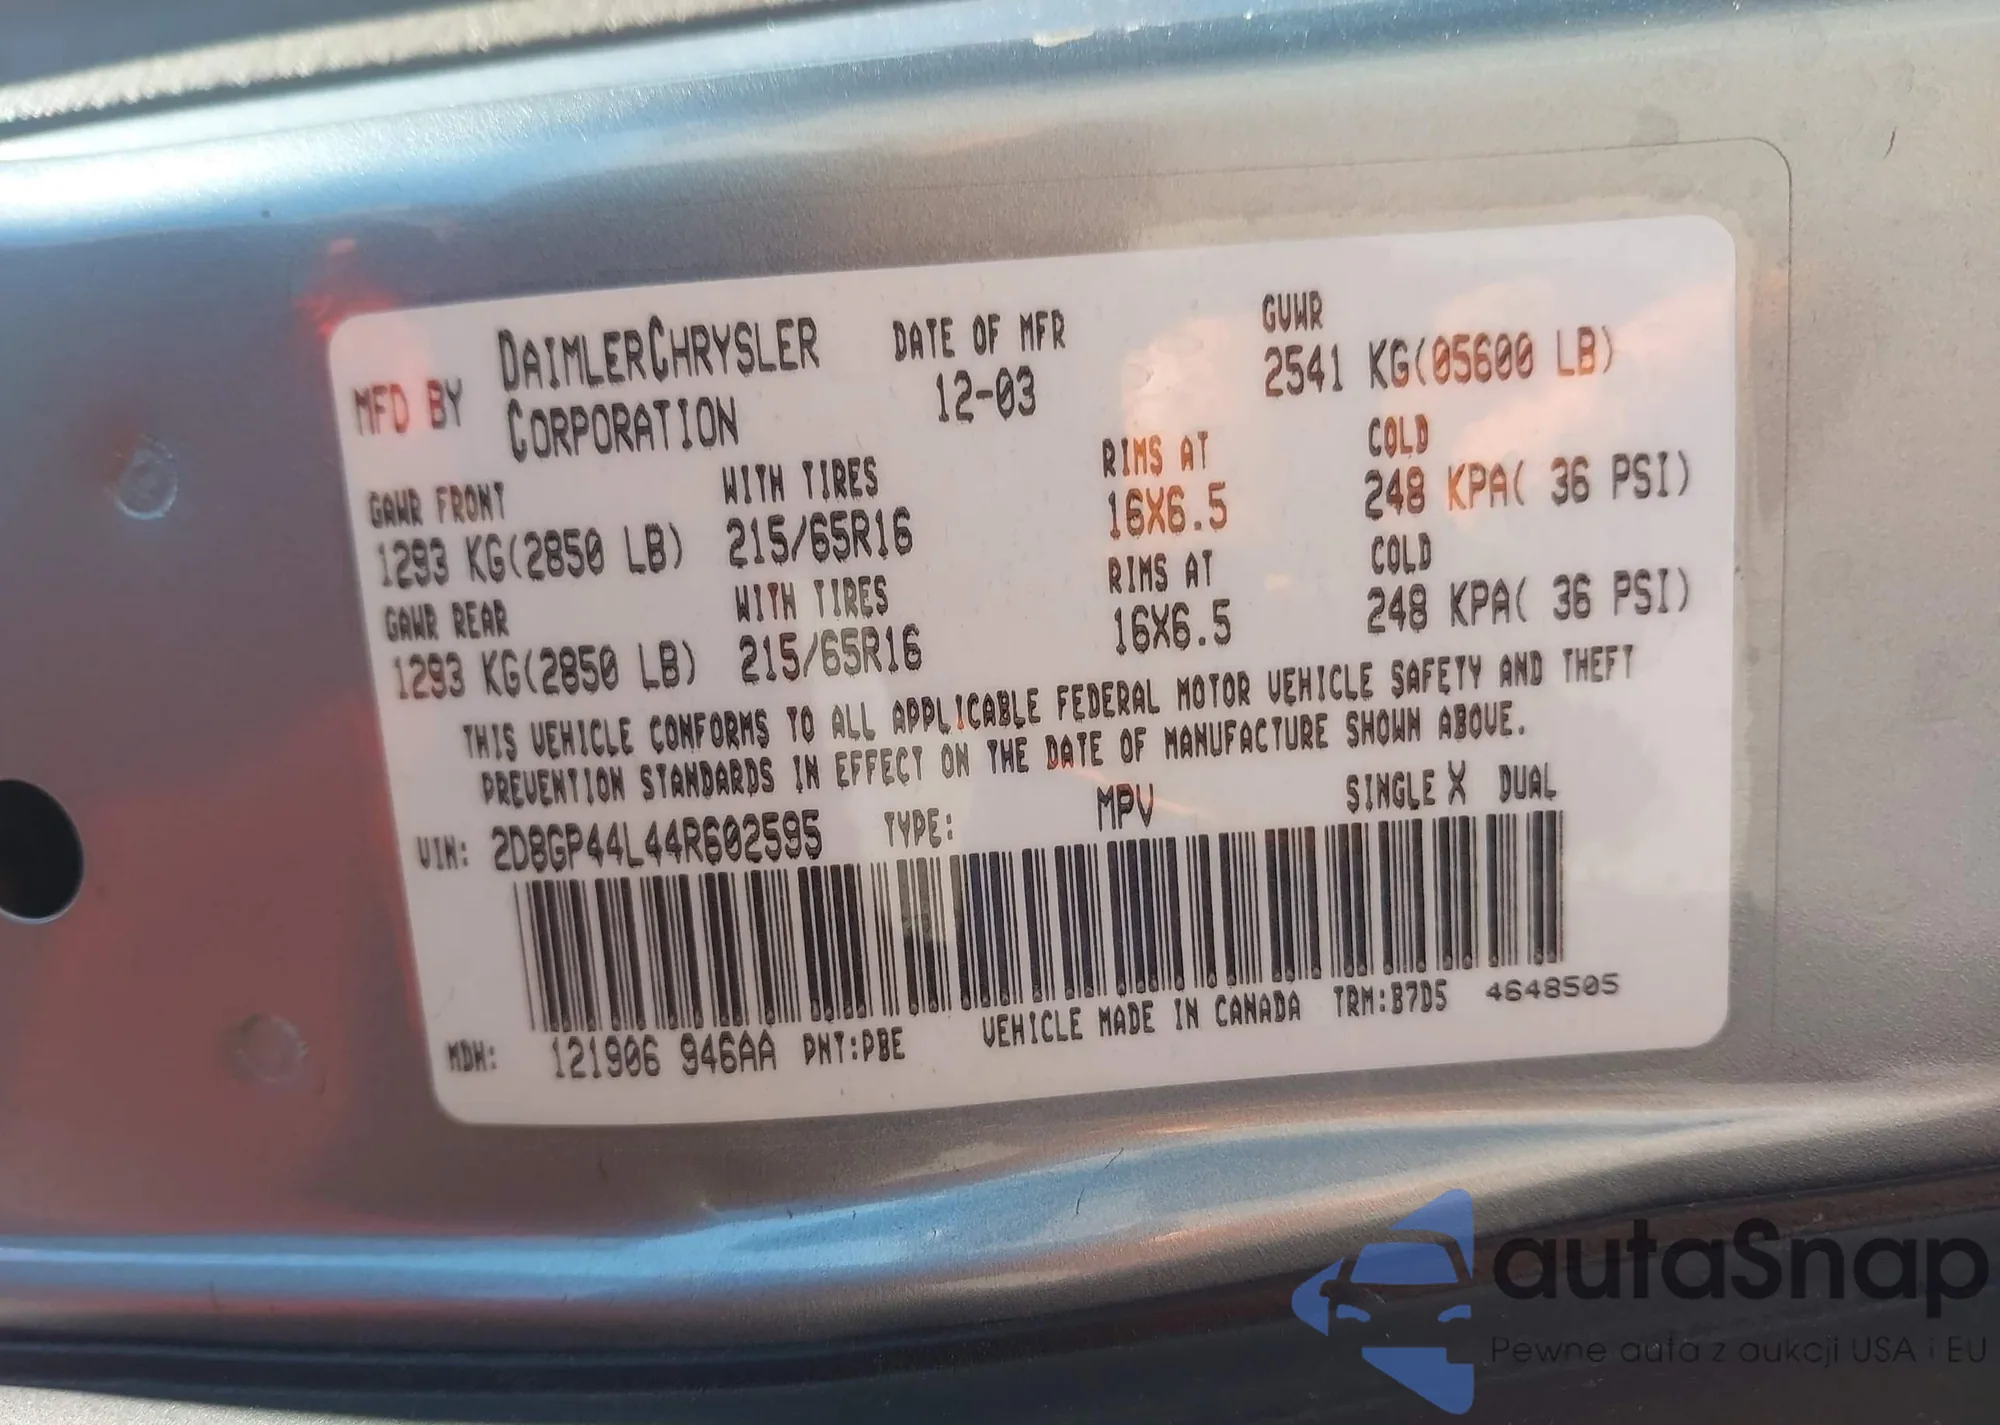 MFD BY DAIMLERCHRYSLER CORPORATION
DATE OF MFR
12-03
GVWR
2541 KG(05600 LB)
GAWR FRONT WITH TIRES RIMS AT COLD
1293 KG(2850 LB) 215/65R16 16X6.5 248 KPA( 36 PSI)
GAWR REAR WITH TIRES RIMS AT COLD
1293 KG(2850 LB) 215/65R16 16X6.5 248 KPA( 36 PSI)
THIS VEHICLE CONFORMS TO ALL APPLICABLE FEDERAL MOTOR VEHICLE SAFETY AND THEFT
PREVENTION STANDARDS IN EFFECT ON THE DATE OF MANUFACTURE SHOWN ABOVE.
VIN: 2D8GP44L44R602595 TYPE: MPV SINGLE X DUAL
MDH: 121906 946AA PNT:PBE VEHICLE MADE IN CANADA TRM:B7D5 4648505
autaSnap
Pewne auta z aukcji USA i EU